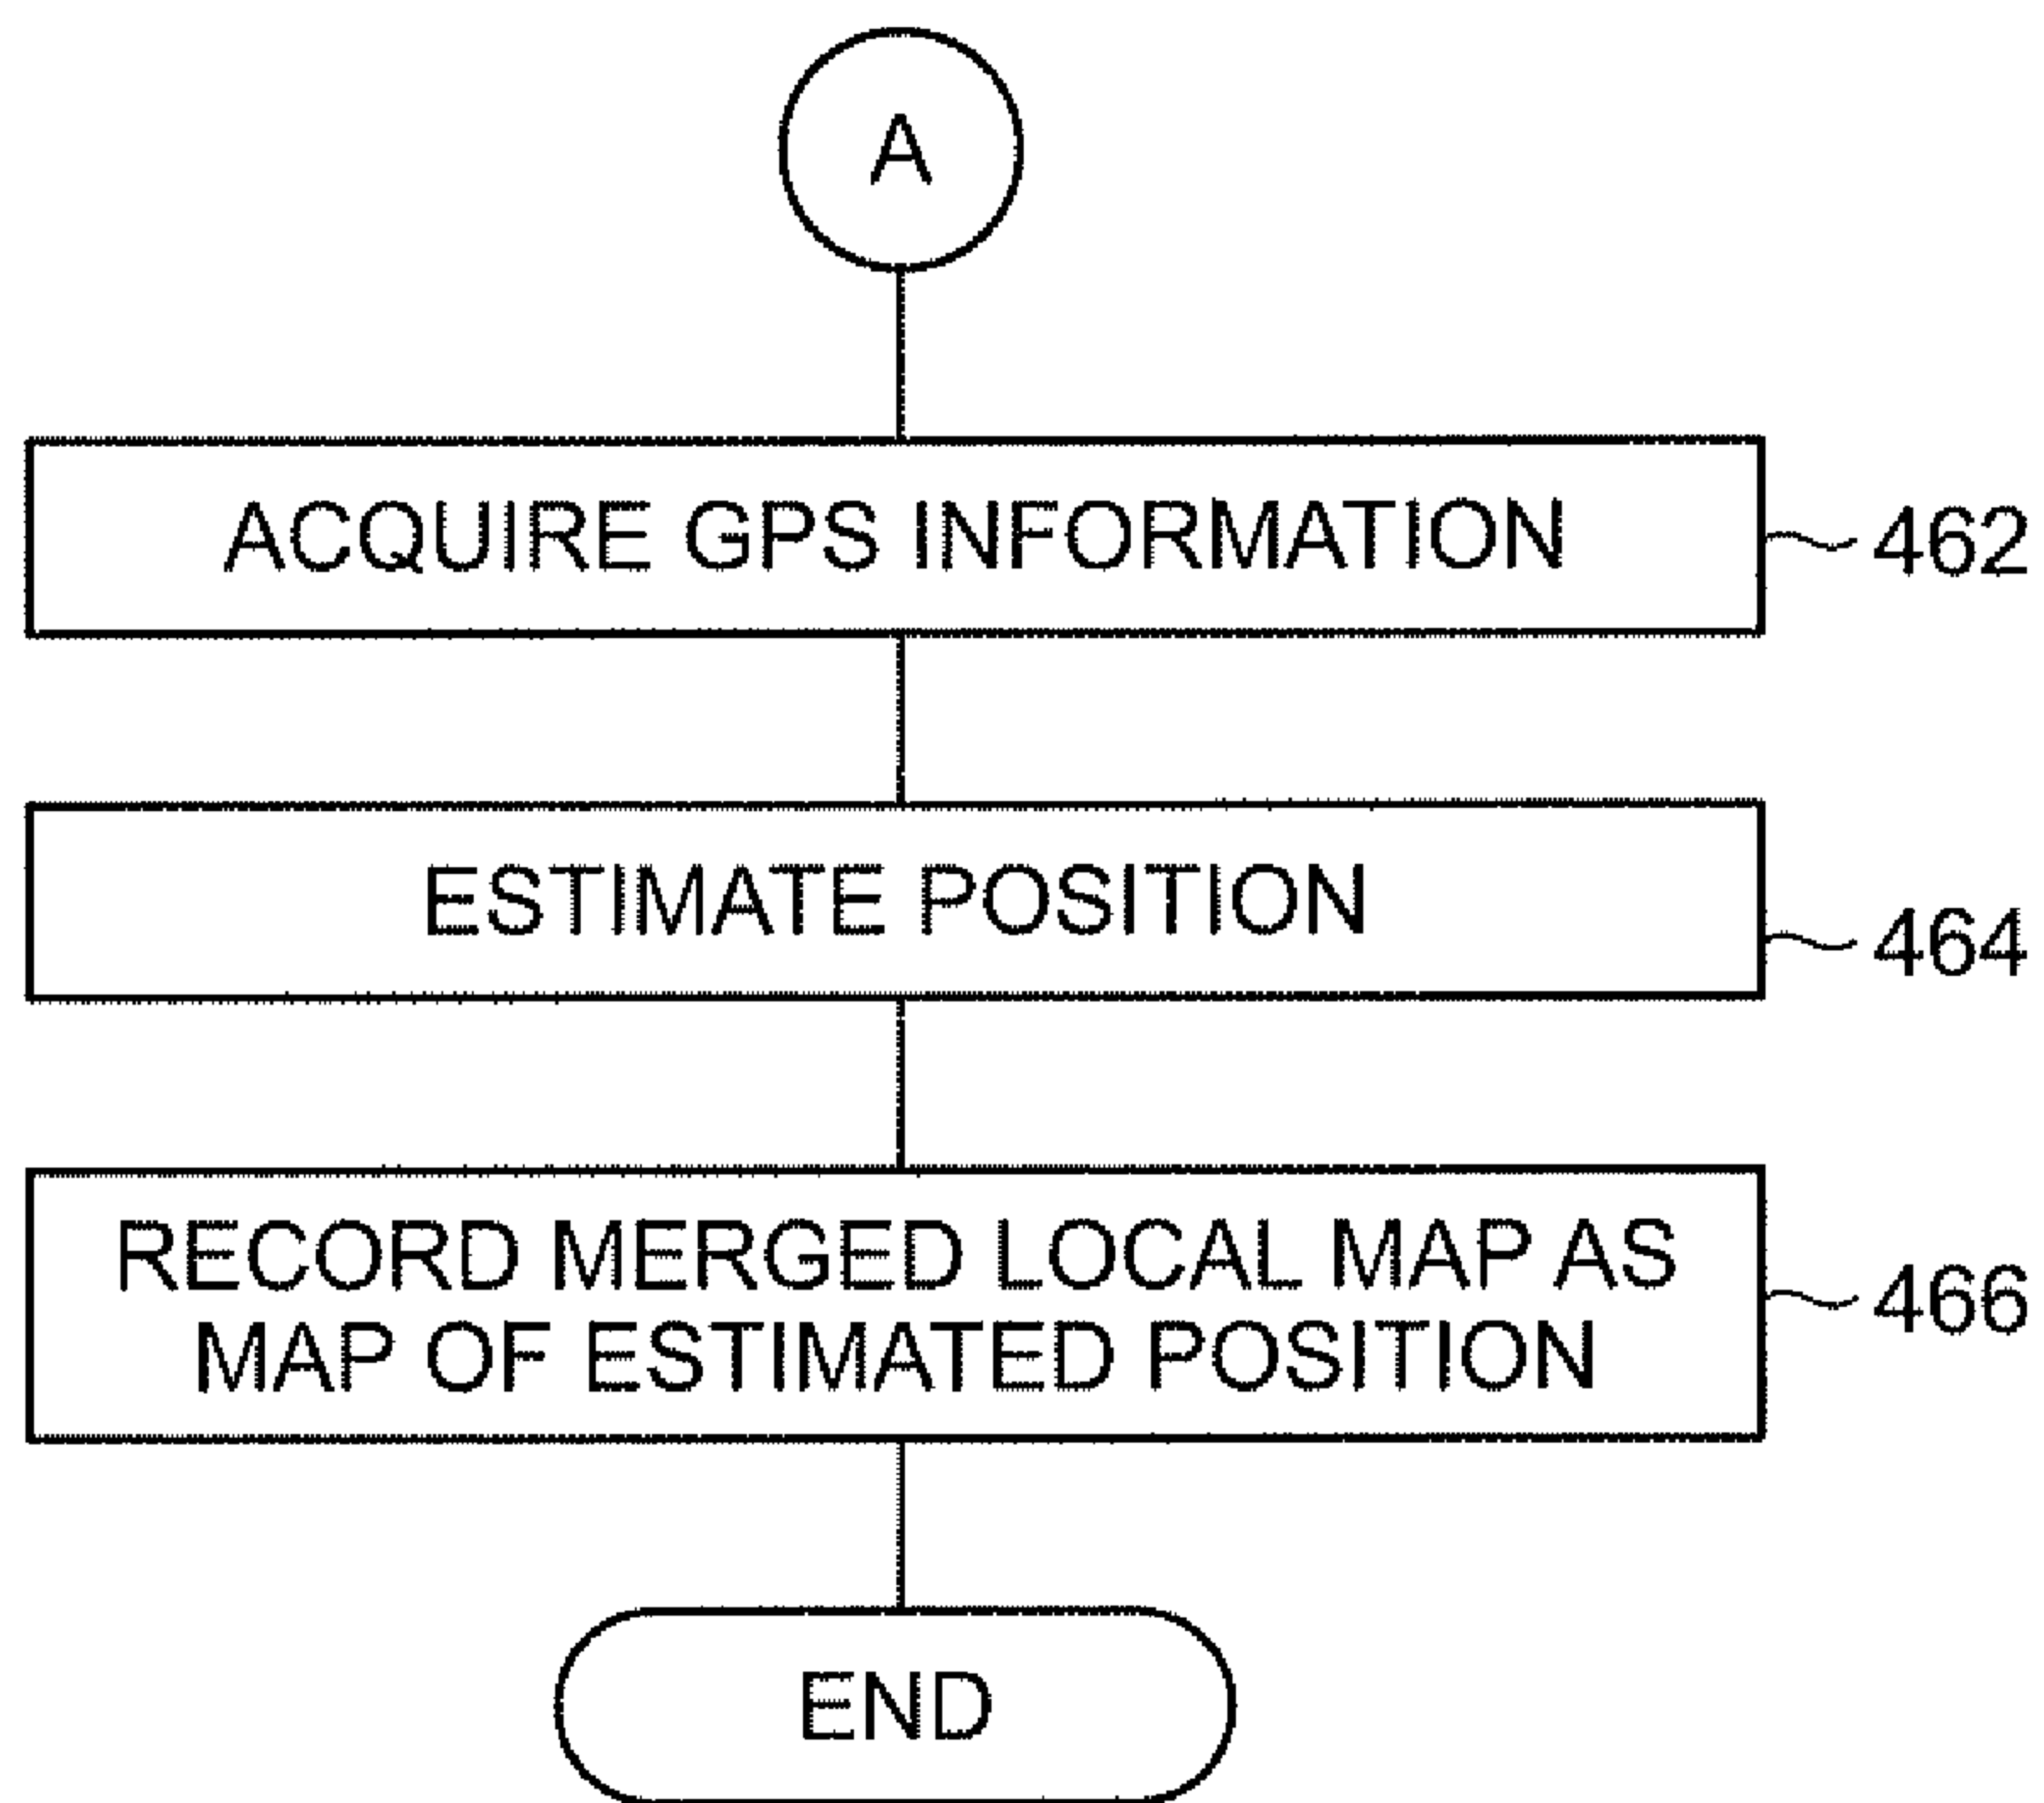 A
ACQUIRE GPS INFORMATION
462
ESTIMATE POSITION
464
RECORD MERGED LOCAL MAP AS
MAP OF ESTIMATED POSITION
466
END